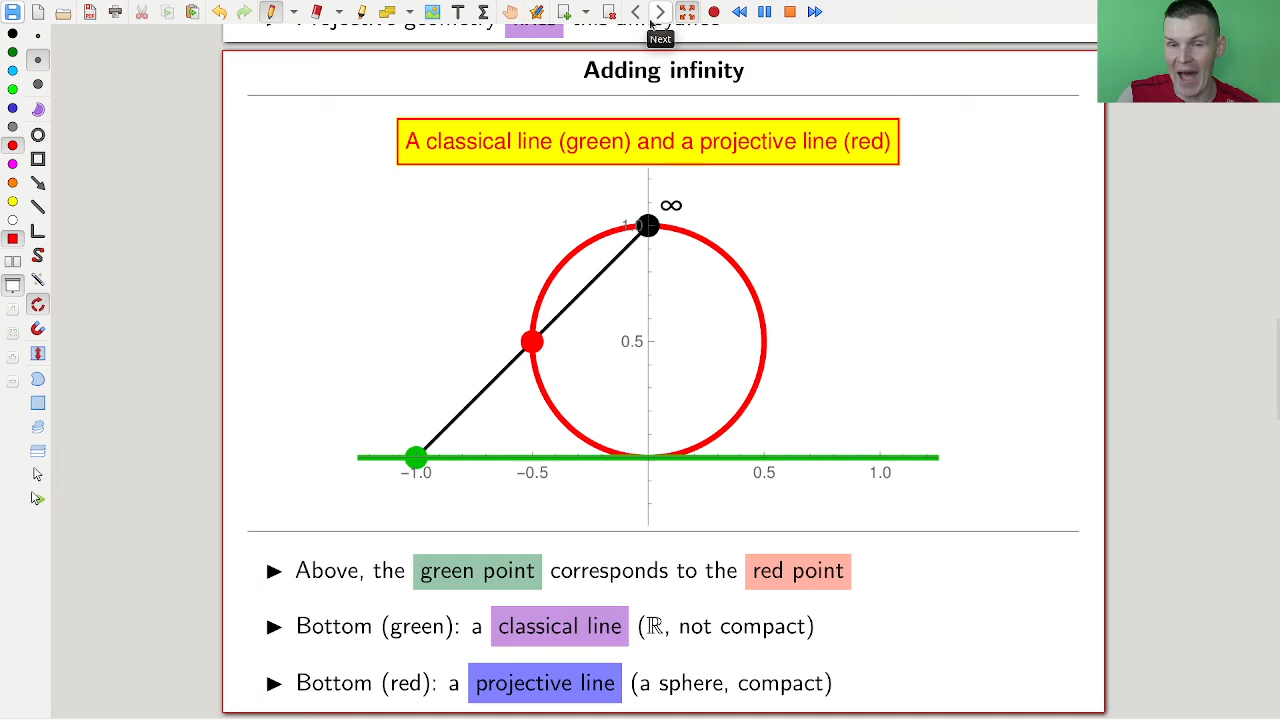 Next
Adding infinity
A classical line (green) and a projective line (red)
∞
1.0
0.5
−1.0 −0.5 0.5 1.0
► Above, the green point corresponds to the red point
► Bottom (green): a classical line (ℝ, not compact)
► Bottom (red): a projective line (a sphere, compact)